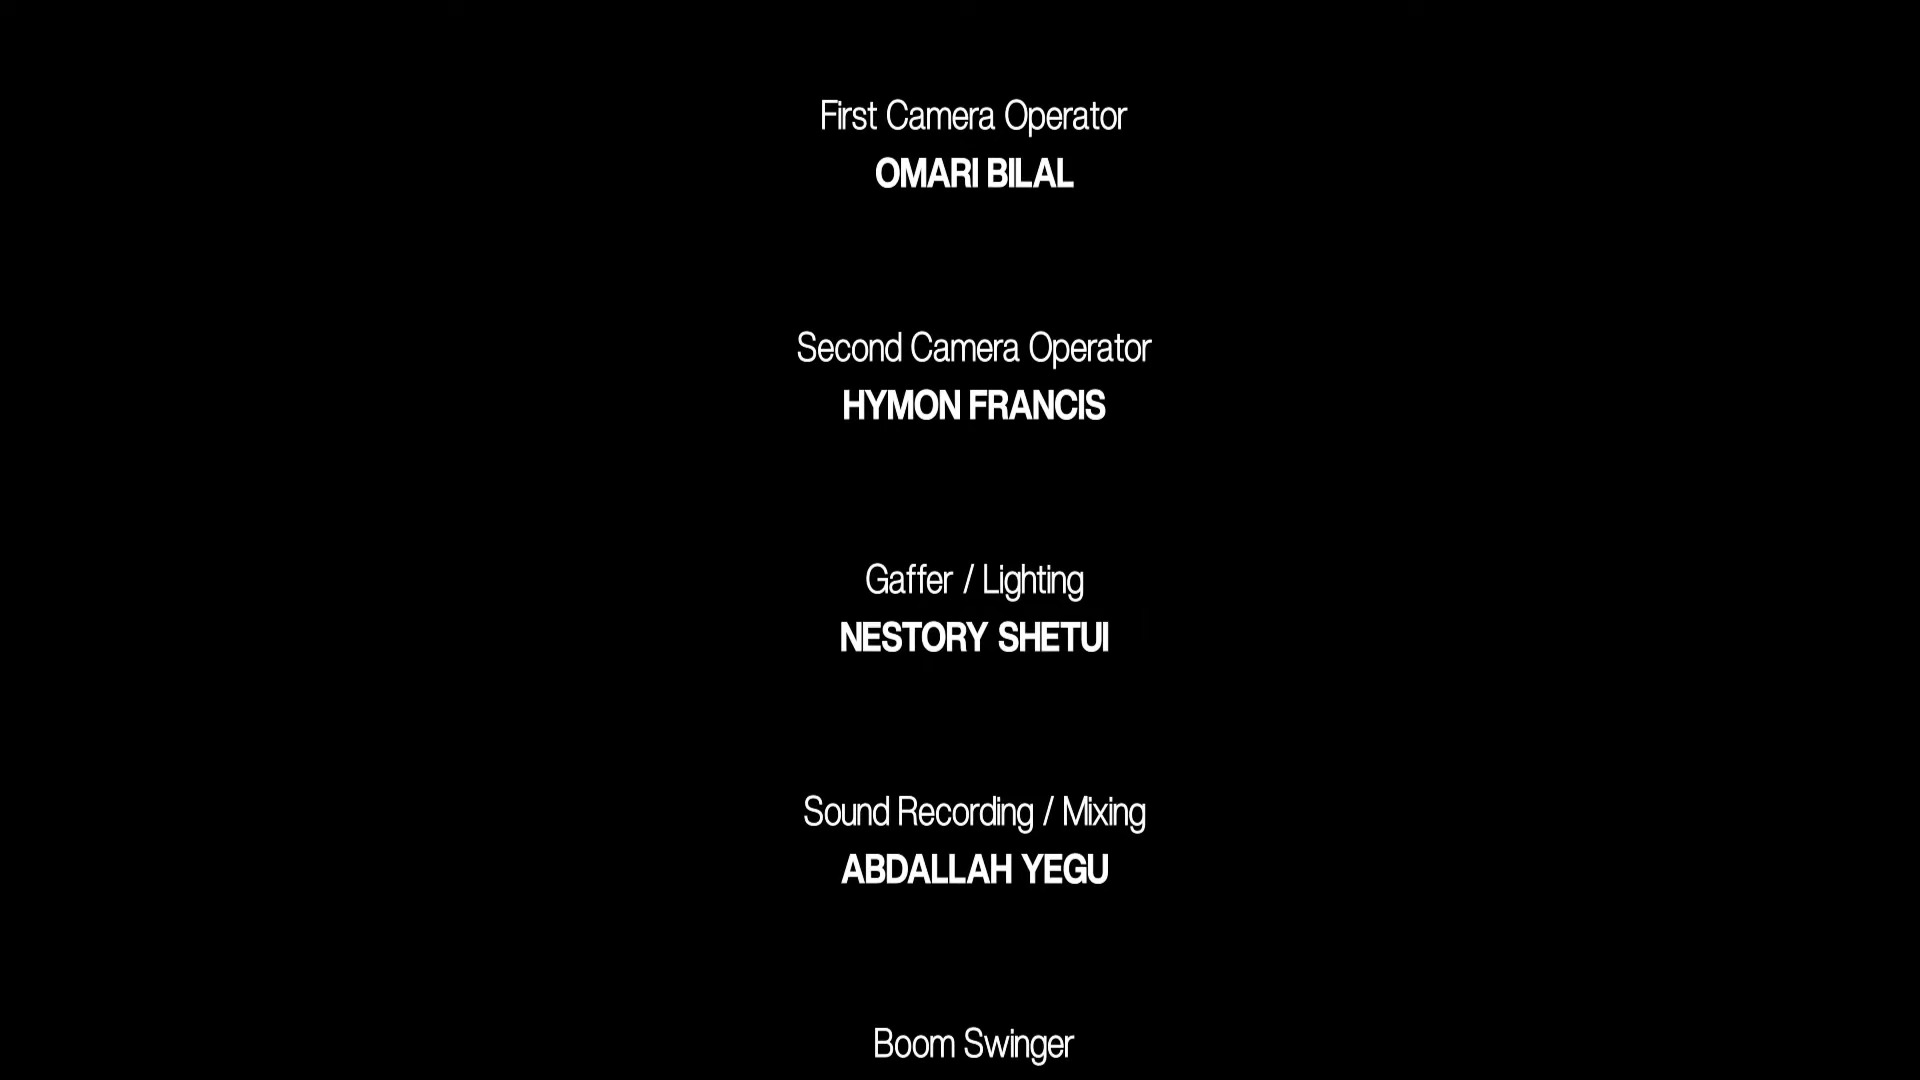 First Camera Operator
OMARI BILAL
Second Camera Operator
HYMON FRANCIS
Gaffer / Lighting
NESTORY SHETUI
Sound Recording / Mixing
ABDALLAH YEGU
Boom Swinger